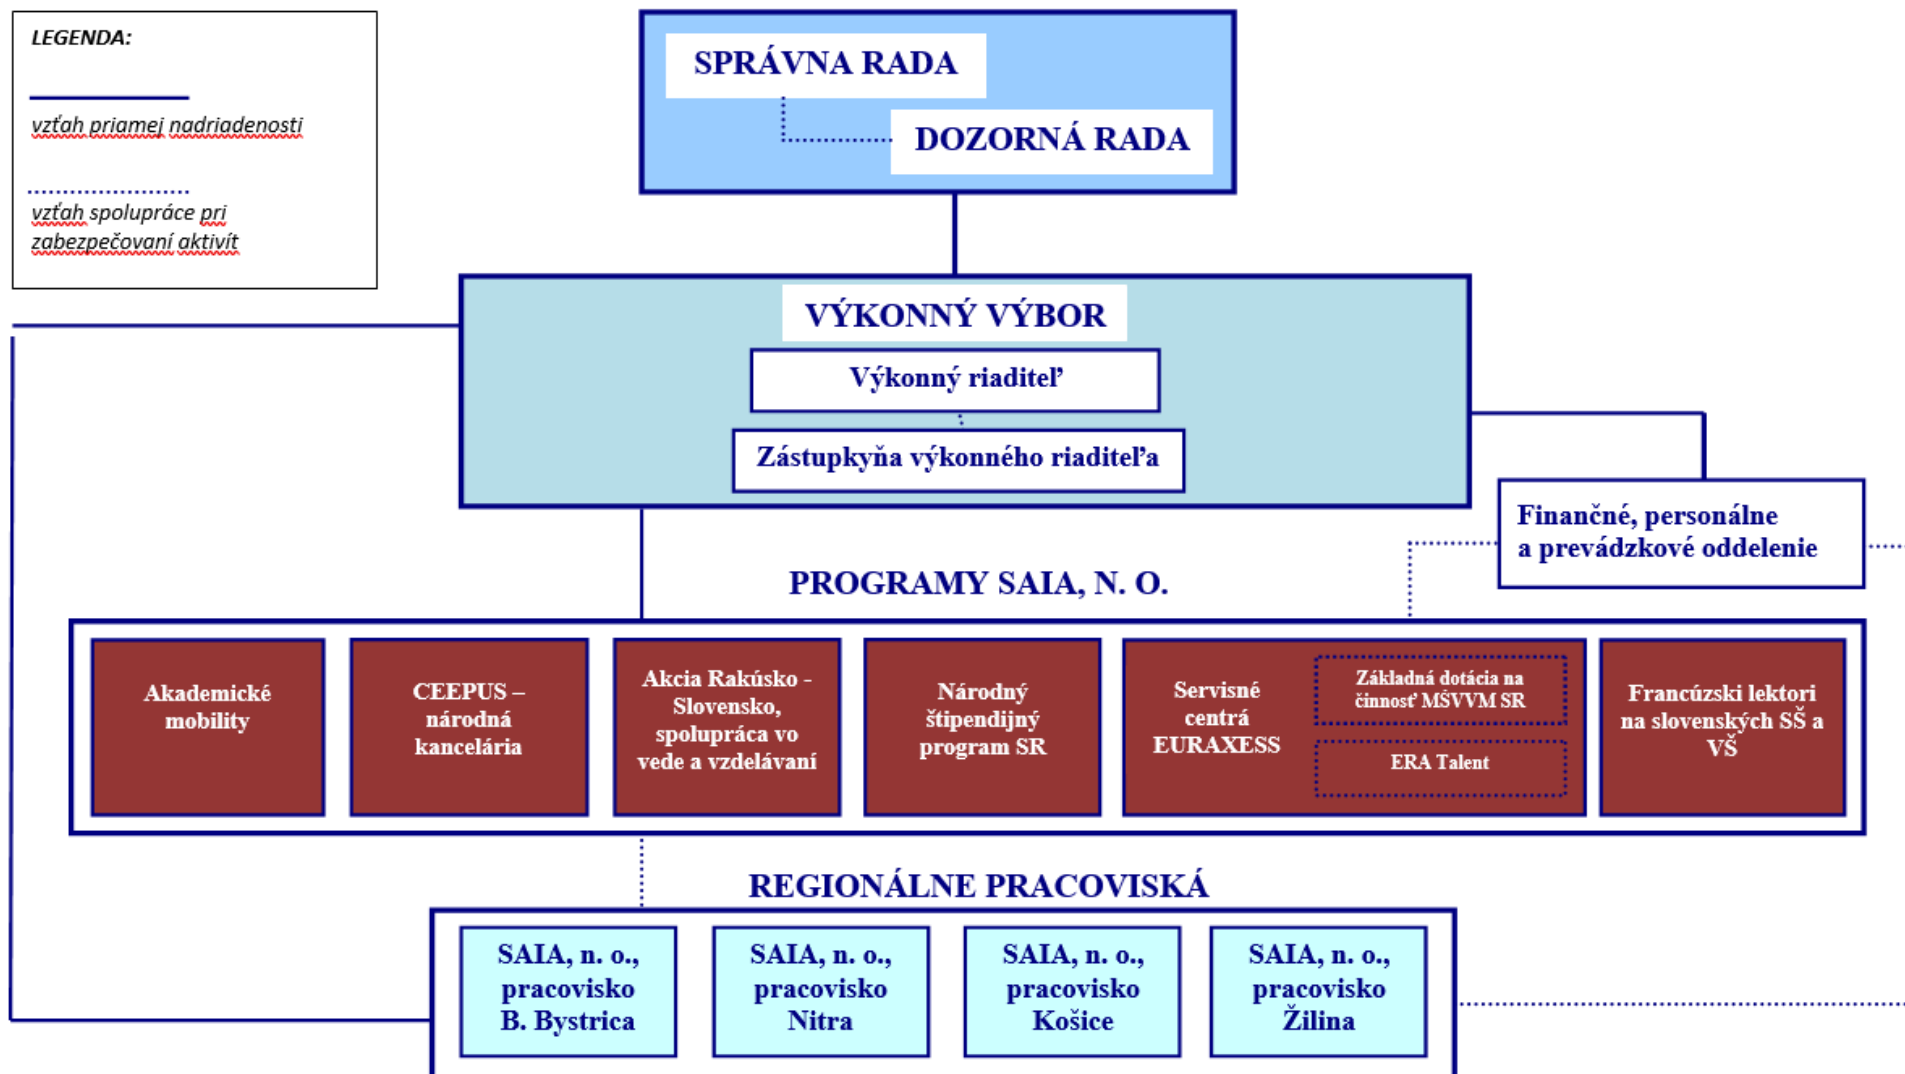 LEGENDA:
vzťah priamej nadriadenosti
vzťah spolupráce pri
zabezpečovaní aktivít
SPRÁVNA RADA
DOZORNÁ RADA
VÝKONNÝ VÝBOR
Výkonný riaditeľ
Zástupkyňa výkonného riaditeľa
Finančné, personálne
a prevádzkové oddelenie
PROGRAMY SAIA, N. O.
Akademické
mobility
CEEPUS –
národná
kancelária
Akcia Rakúsko -
Slovensko,
spolupráca vo
vede a vzdelávaní
Národný
štipendijný
program SR
Servisné
centrá
EURAXESS
Základná dotácia na
činnosť MŠVVM SR
ERA Talent
Francúzski lektori
na slovenských SŠ a
VŠ
REGIONÁLNE PRACOVISKÁ
SAIA, n. o.,
pracovisko
B. Bystrica
SAIA, n. o.,
pracovisko
Nitra
SAIA, n. o.,
pracovisko
Košice
SAIA, n. o.,
pracovisko
Žilina